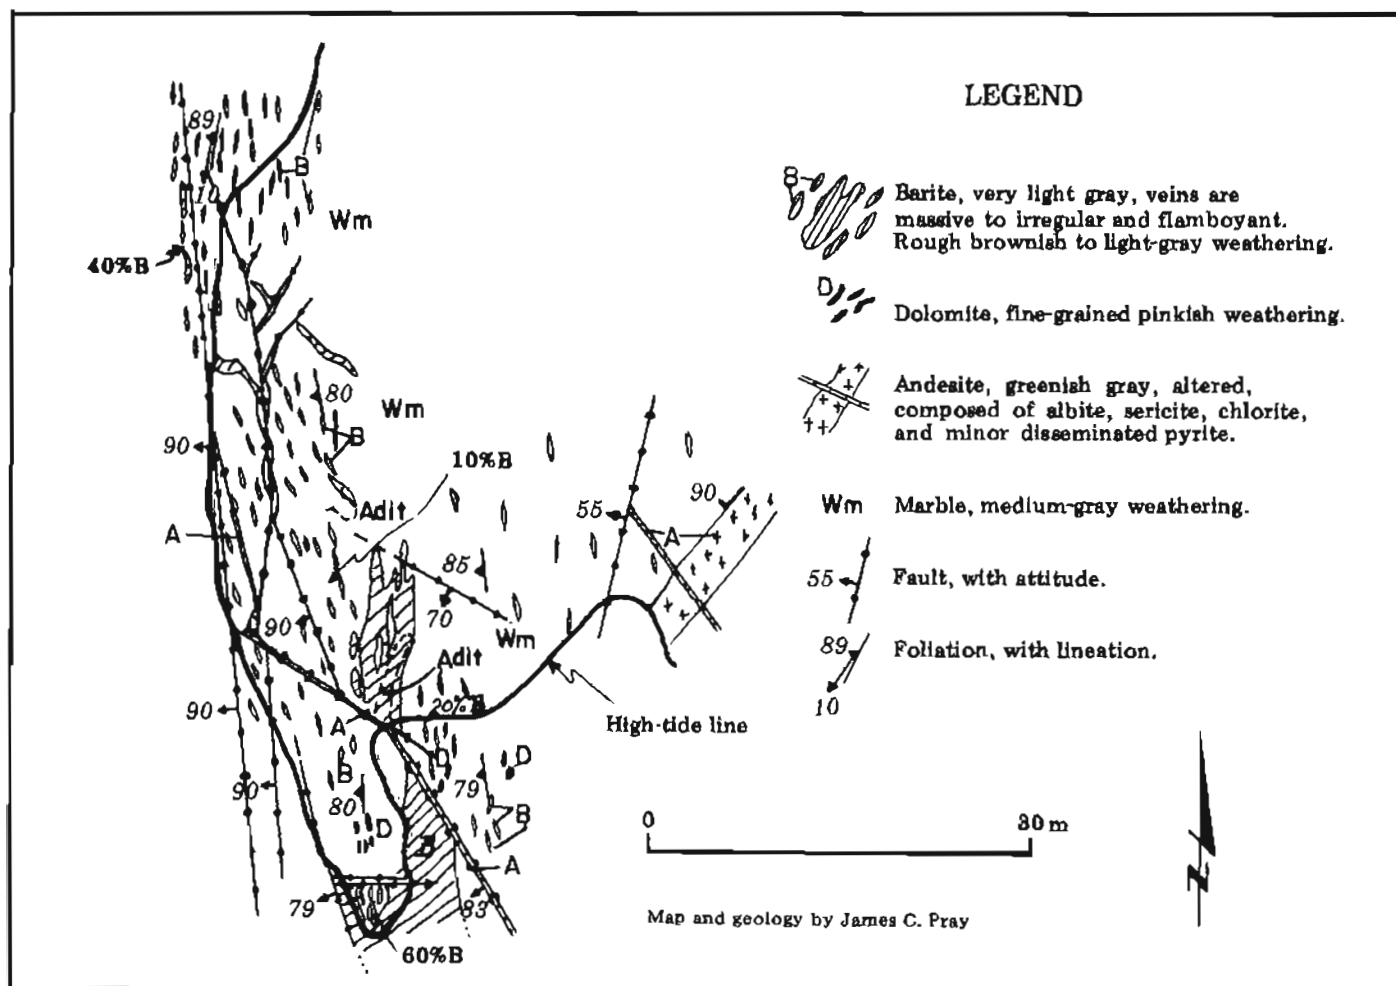 LEGEND
B
Barite, very light gray, veins are
massive to irregular and flamboyant.
Rough brownish to light-gray weathering.
D
Dolomite, fine-grained pinkish weathering.
Andesite, greenish gray, altered,
composed of albite, sericite, chlorite,
and minor disseminated pyrite.
Wm
Marble, medium-gray weathering.
55
Fault, with attitude.
89
Foliation, with lineation.
10
89
B
10
Wm
40%B
80
Wm
B
90
10%B
Adit
90
55
A
A
85
70
90
Wm
Adit
20%B
90
A
High-tide line
D
D
B
79
90
80
D
B
B
A
79
83
60%B
0
30 m
N
Map and geology by James C. Pray